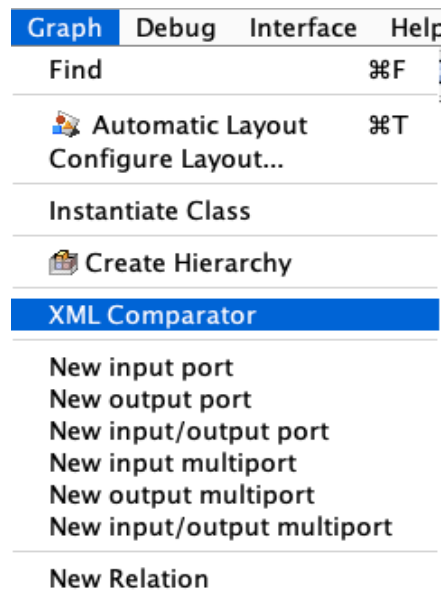 Graph Debug Interface Help
Find ⌘F
Automatic Layout ⌘T
Configure Layout...
Instantiate Class
Create Hierarchy
XML Comparator
New input port
New output port
New input/output port
New input multiport
New output multiport
New input/output multiport
New Relation